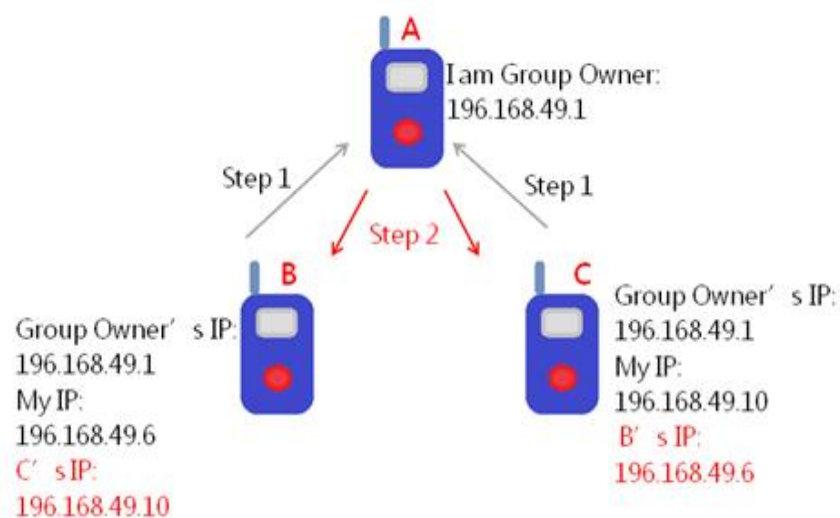 A
I am Group Owner:
196.168.49.1
Step 1
Step 1
Step 2
B
C
Group Owner’ s IP:
196.168.49.1
My IP:
196.168.49.6
C’ s IP:
196.168.49.10
Group Owner’ s IP:
196.168.49.1
My IP:
196.168.49.10
B’ s IP:
196.168.49.6